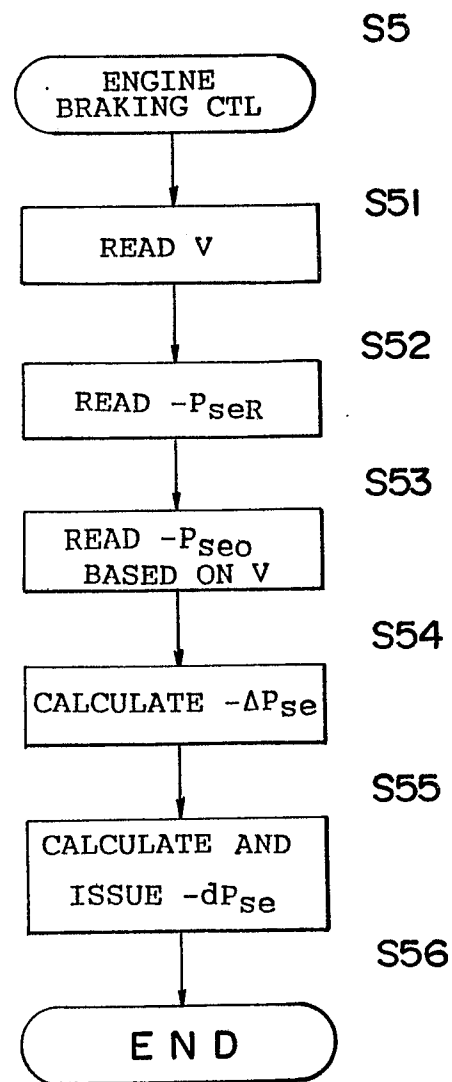 S5
ENGINE
BRAKING CTL
S51
READ V
S52
READ -PseR
S53
READ -Pseo
BASED ON V
S54
CALCULATE -ΔPse
S55
CALCULATE AND
ISSUE -dPse
S56
END